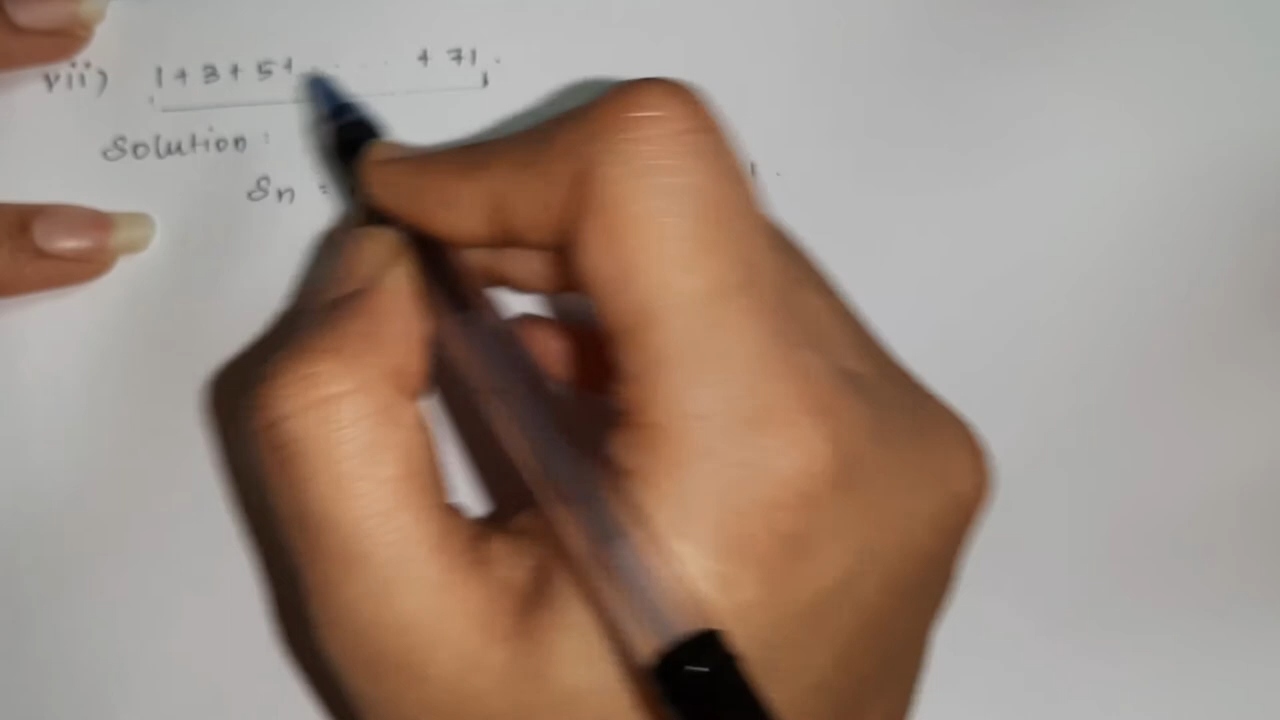 vii) 1 + 3 + 5 + . . . . + 71.
Solution :
Sn =